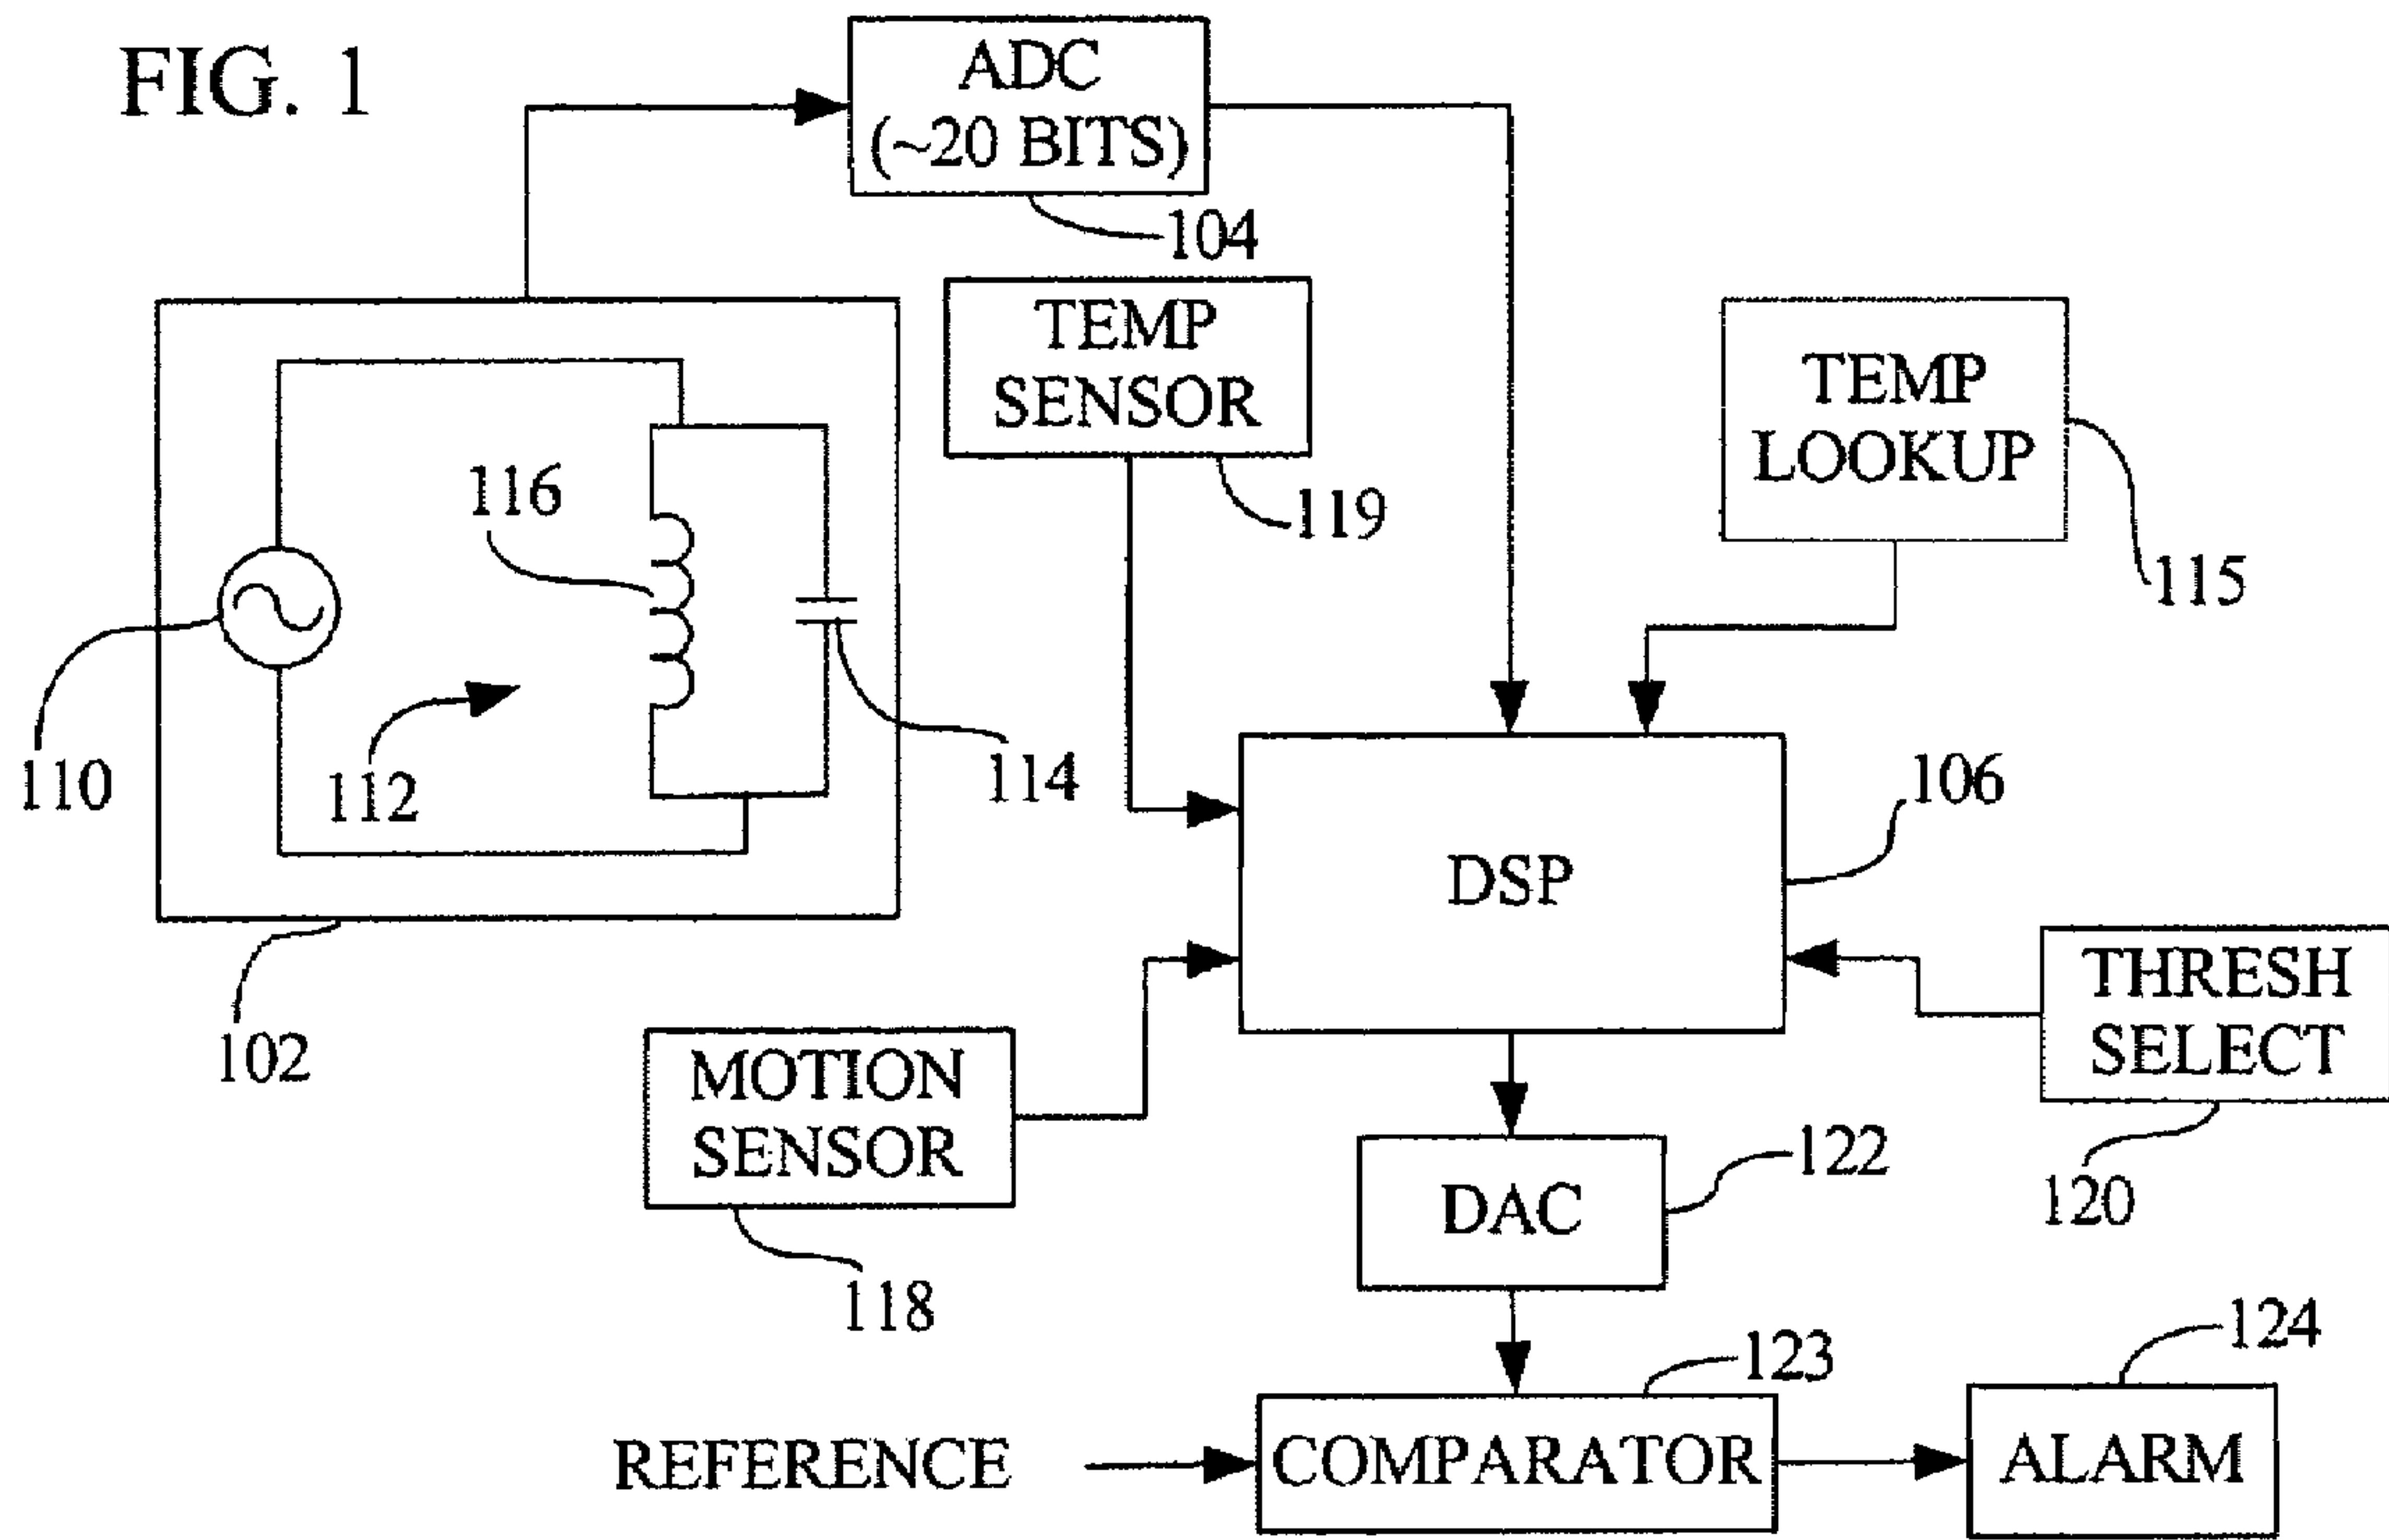 FIG. 1
ADC
(~20 BITS)
104
TEMP
SENSOR
119
TEMP
LOOKUP
115
116
110
112
114
102
DSP
106
MOTION
SENSOR
118
THRESH
SELECT
120
DAC
122
123
REFERENCE
COMPARATOR
124
ALARM